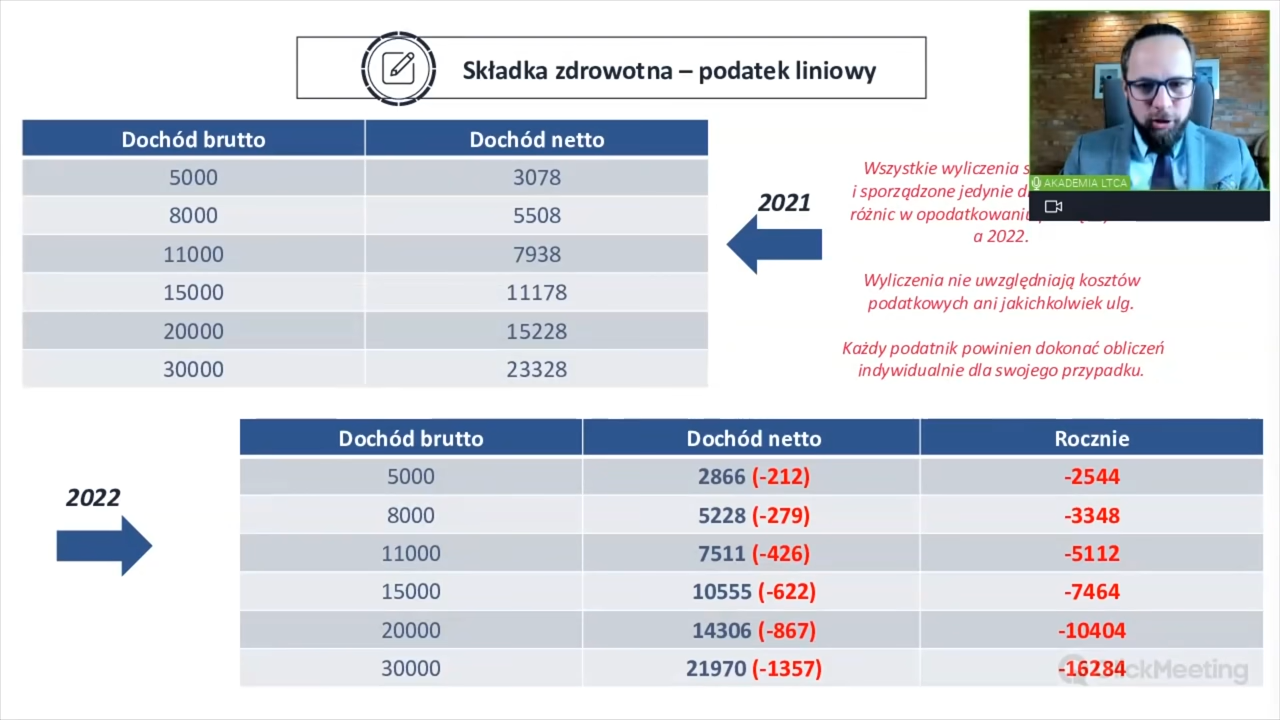 Składka zdrowotna – podatek liniowy
Dochód brutto Dochód netto
5000 3078
8000 5508
11000 7938
15000 11178
20000 15228
30000 23328
2021
Wszystkie wyliczenia
i sporządzone jedynie
różnic w opodatkowaniu
a 2022.
Wyliczenia nie uwzględniają kosztów
podatkowych ani jakichkolwiek ulg.
Każdy podatnik powinien dokonać obliczeń
indywidualnie dla swojego przypadku.
AKADEMIA LTCA
2022
Dochód brutto Dochód netto Rocznie
5000 2866 (-212) -2544
8000 5228 (-279) -3348
11000 7511 (-426) -5112
15000 10555 (-622) -7464
20000 14306 (-867) -10404
30000 21970 (-1357) -16284
ClickMeeting